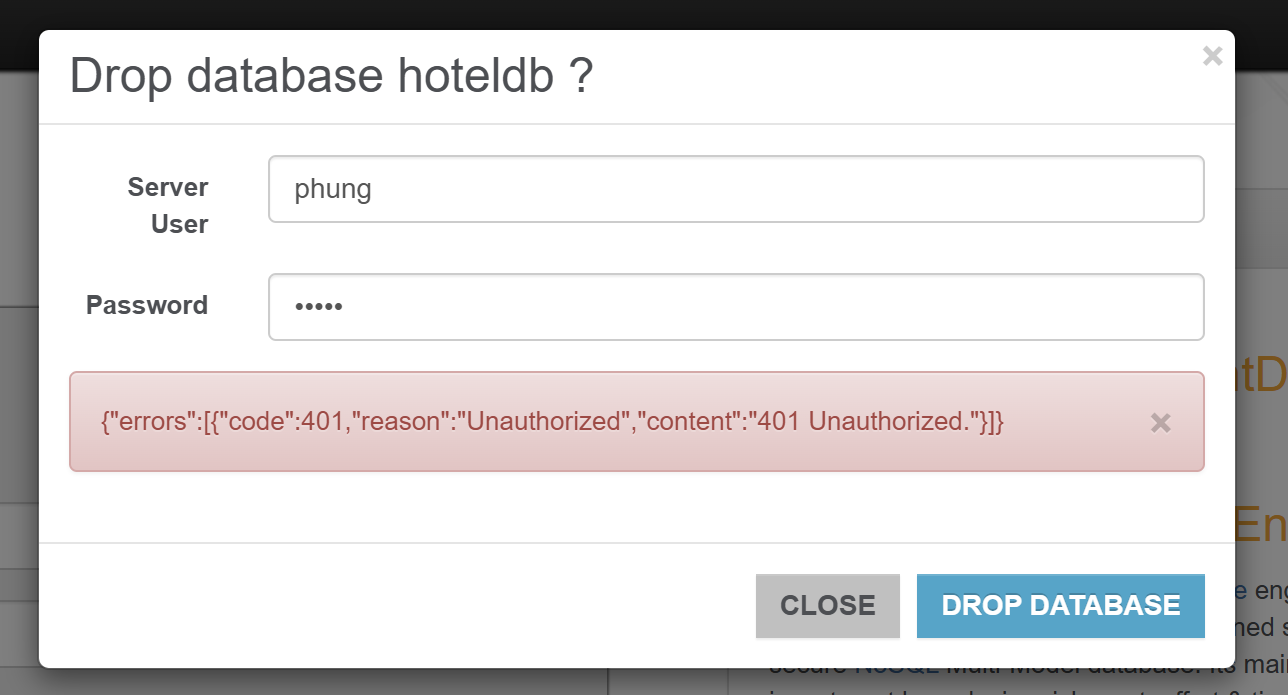 Drop database hoteldb ?
×
Server
User
phung
Password
•••••
{"errors":[{"code":401,"reason":"Unauthorized","content":"401 Unauthorized."}]}
×
CLOSE
DROP DATABASE